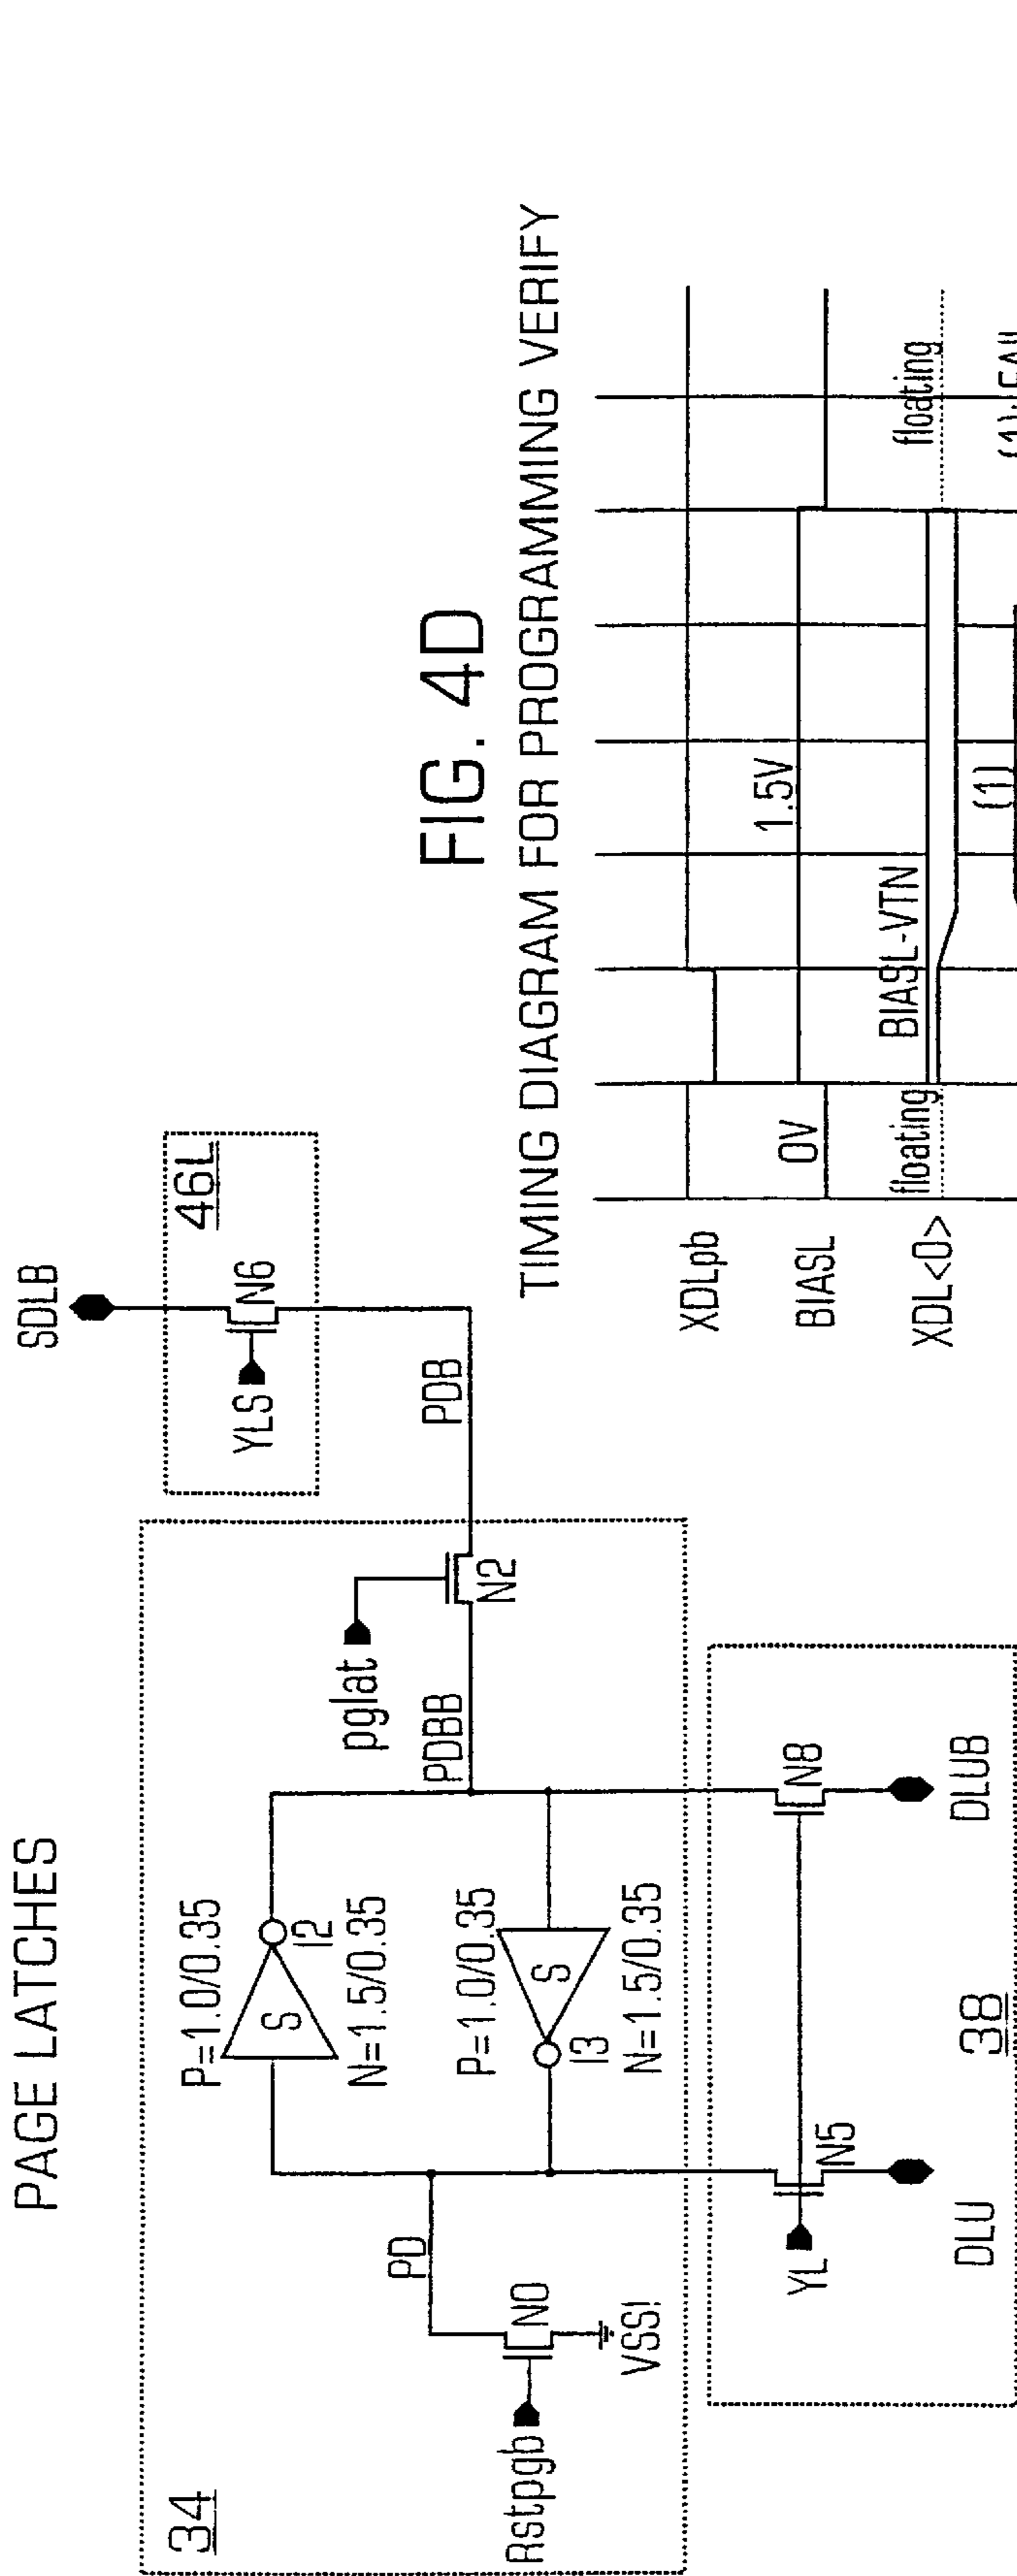 PAGE LATCHES
34
Rstpgb
N0
VSS!
PD
P=1.0/0.35
S
I2
N=1.5/0.35
P=1.0/0.35
S
I3
N=1.5/0.35
PDBB
pglat
N2
PDB
SDLB
46L
YLS
N6
YL
N5
N8
38
DLU
DLUB
FIG. 4D
TIMING DIAGRAM FOR PROGRAMMING VERIFY
XDLpb
BIASL
0V
1.5V
XDL<0>
floating
BIASL-VTN
floating
(1)